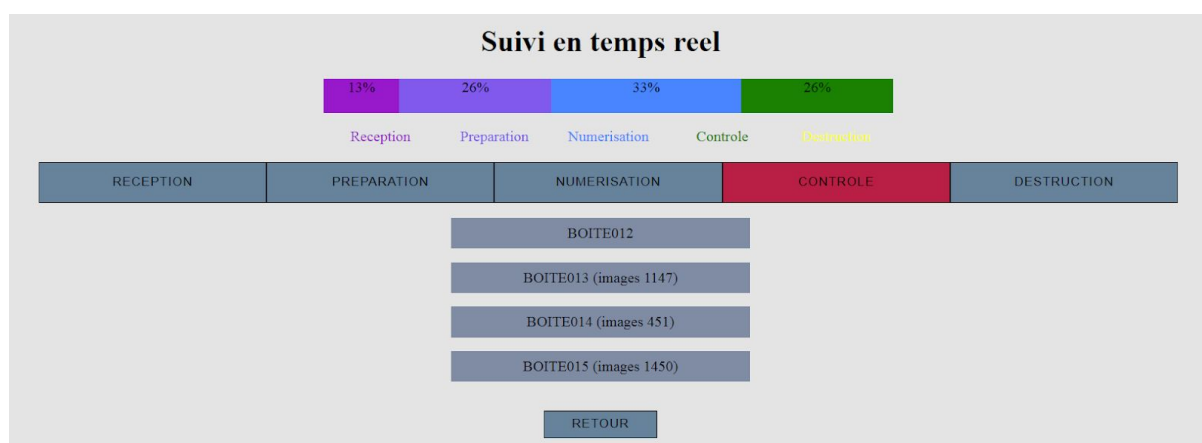 Suivi en temps reel
13% 26% 33% 26%
Reception Preparation Numerisation Controle Destruction
RECEPTION PREPARATION NUMERISATION CONTROLE DESTRUCTION
BOITE012
BOITE013 (images 1147)
BOITE014 (images 451)
BOITE015 (images 1450)
RETOUR